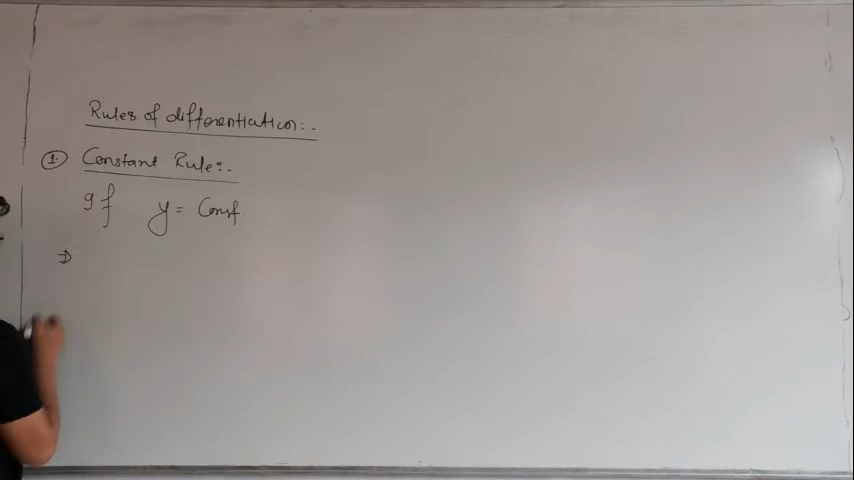 Rules of differentiation:-
① Constant Rule:-
If y = Const.
⇒